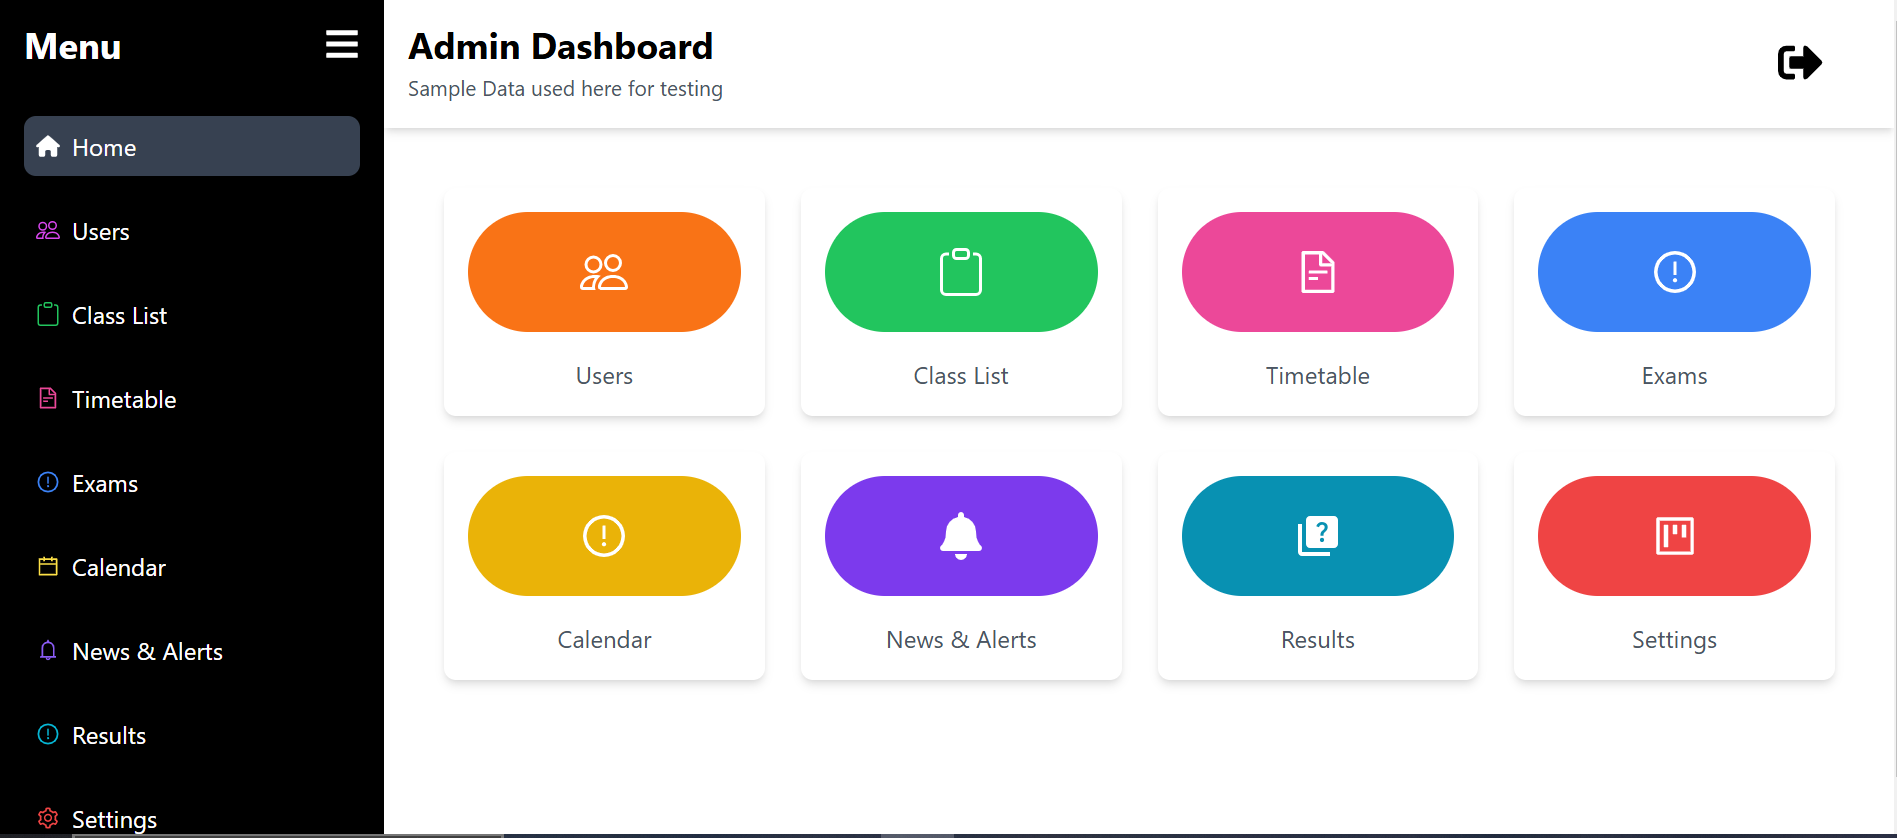 Menu
Home
Users
Class List
Timetable
Exams
Calendar
News & Alerts
Results
Settings
Admin Dashboard
Sample Data used here for testing
Users
Class List
Timetable
Exams
Calendar
News & Alerts
Results
Settings